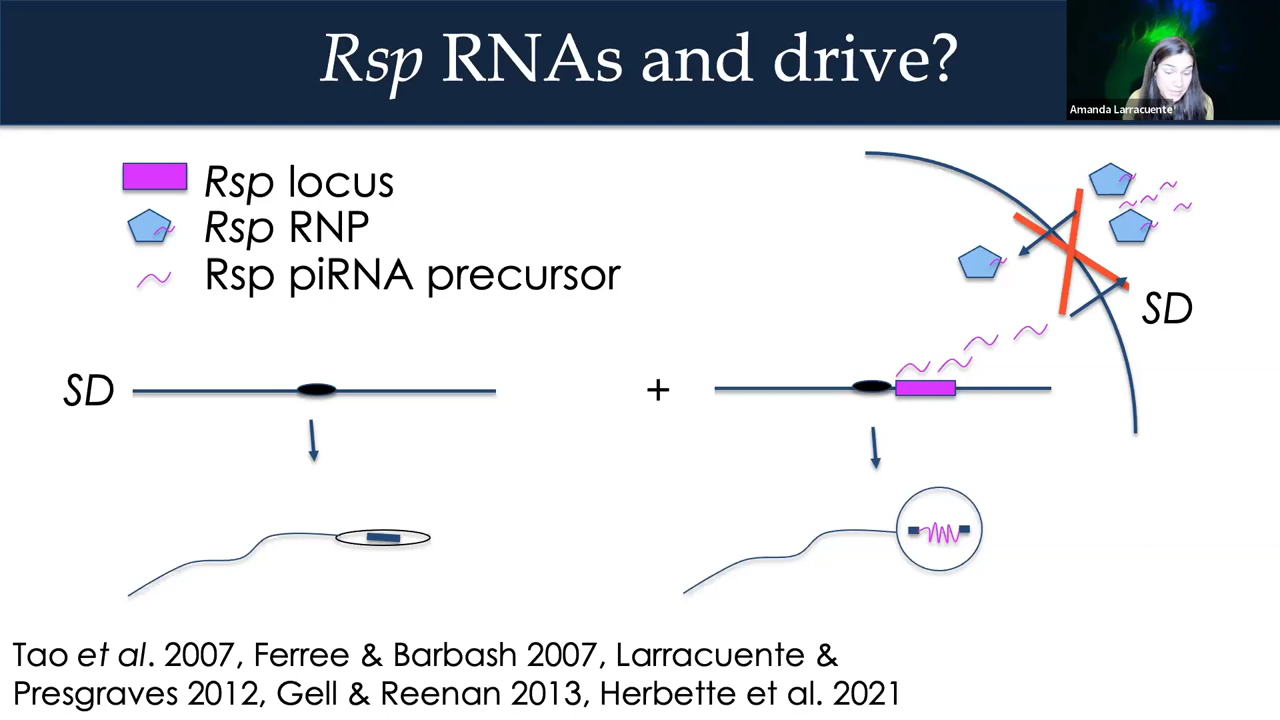 Rsp RNAs and drive?
Amanda Larracuente
Rsp locus
Rsp RNP
Rsp piRNA precursor
SD
SD
+
Tao et al. 2007, Ferree & Barbash 2007, Larracuente &
Presgraves 2012, Gell & Reenan 2013, Herbette et al. 2021